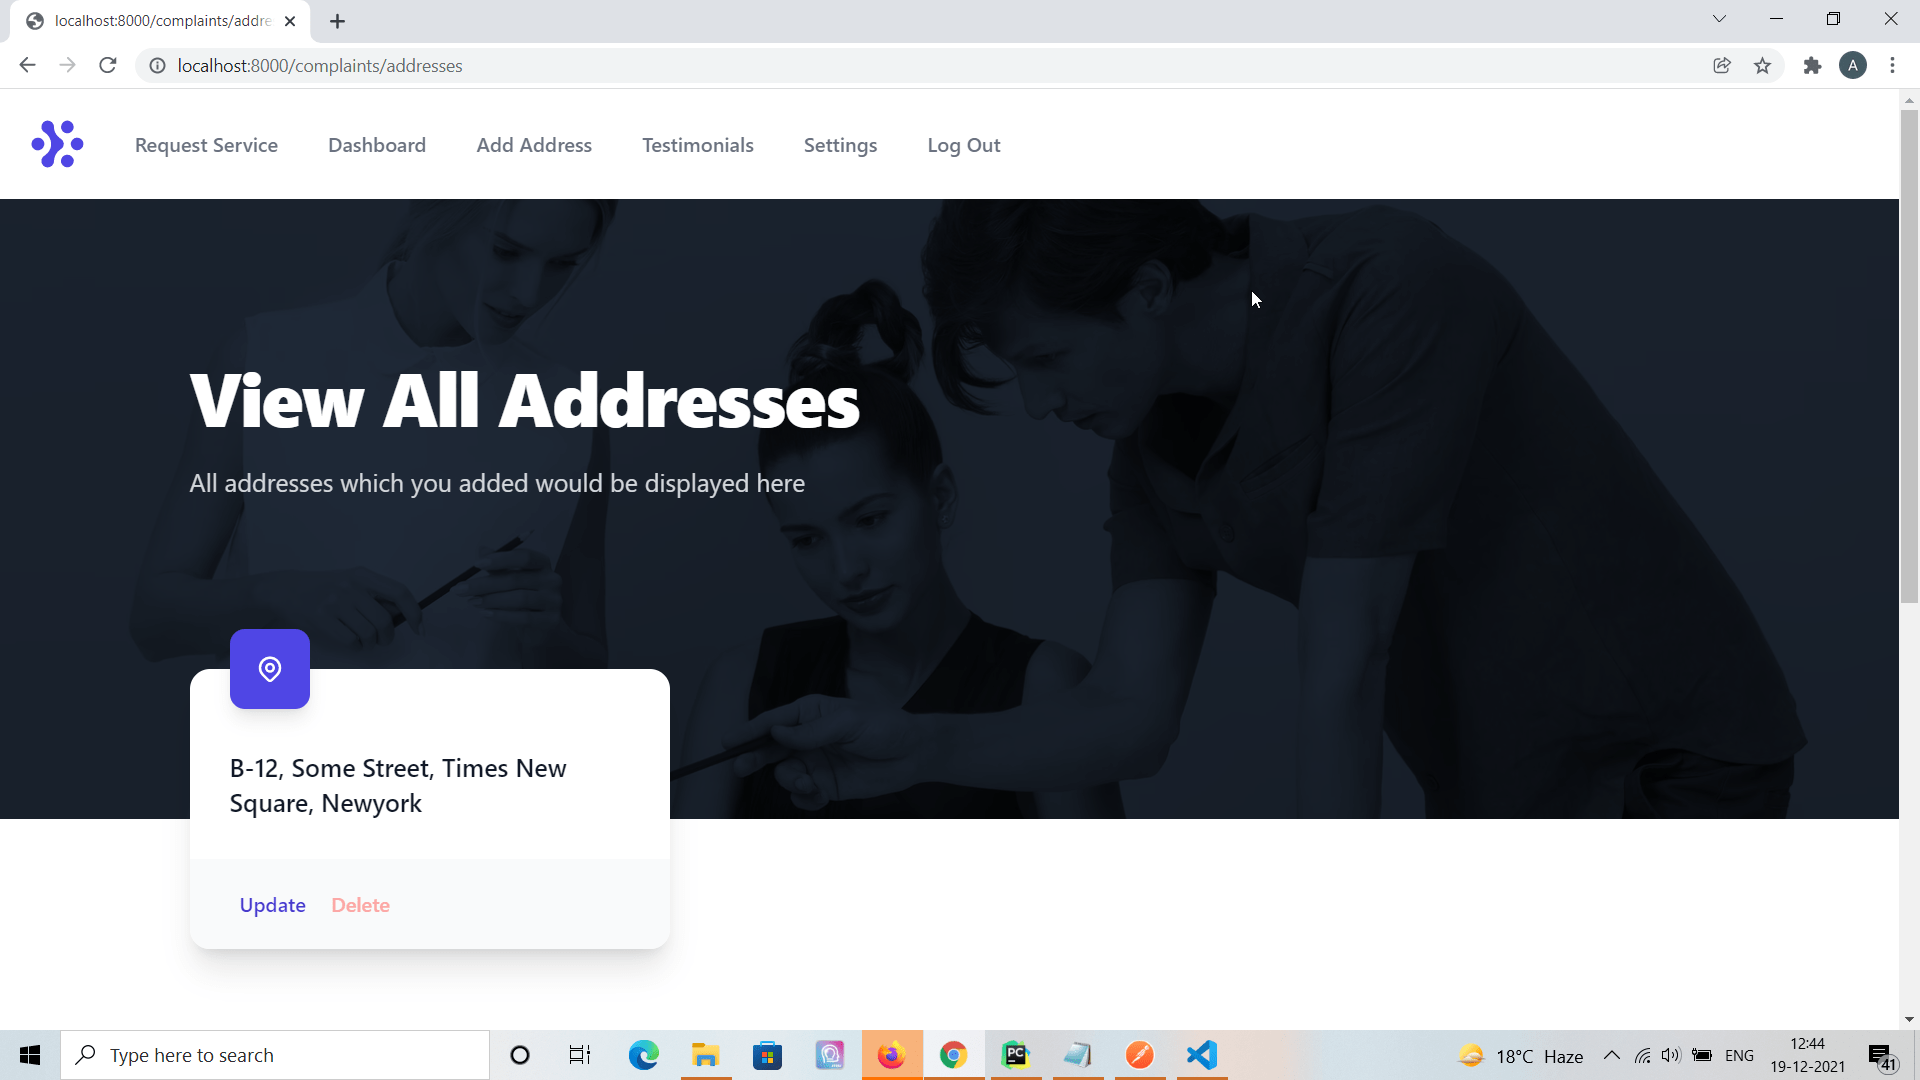 localhost:8000/complaints/addre
localhost:8000/complaints/addresses
A
Request Service
Dashboard
Add Address
Testimonials
Settings
Log Out
View All Addresses
All addresses which you added would be displayed here
B-12, Some Street, Times New
Square, Newyork
Update
Delete
Type here to search
PC
18°C Haze
ENG
12:44
19-12-2021
41